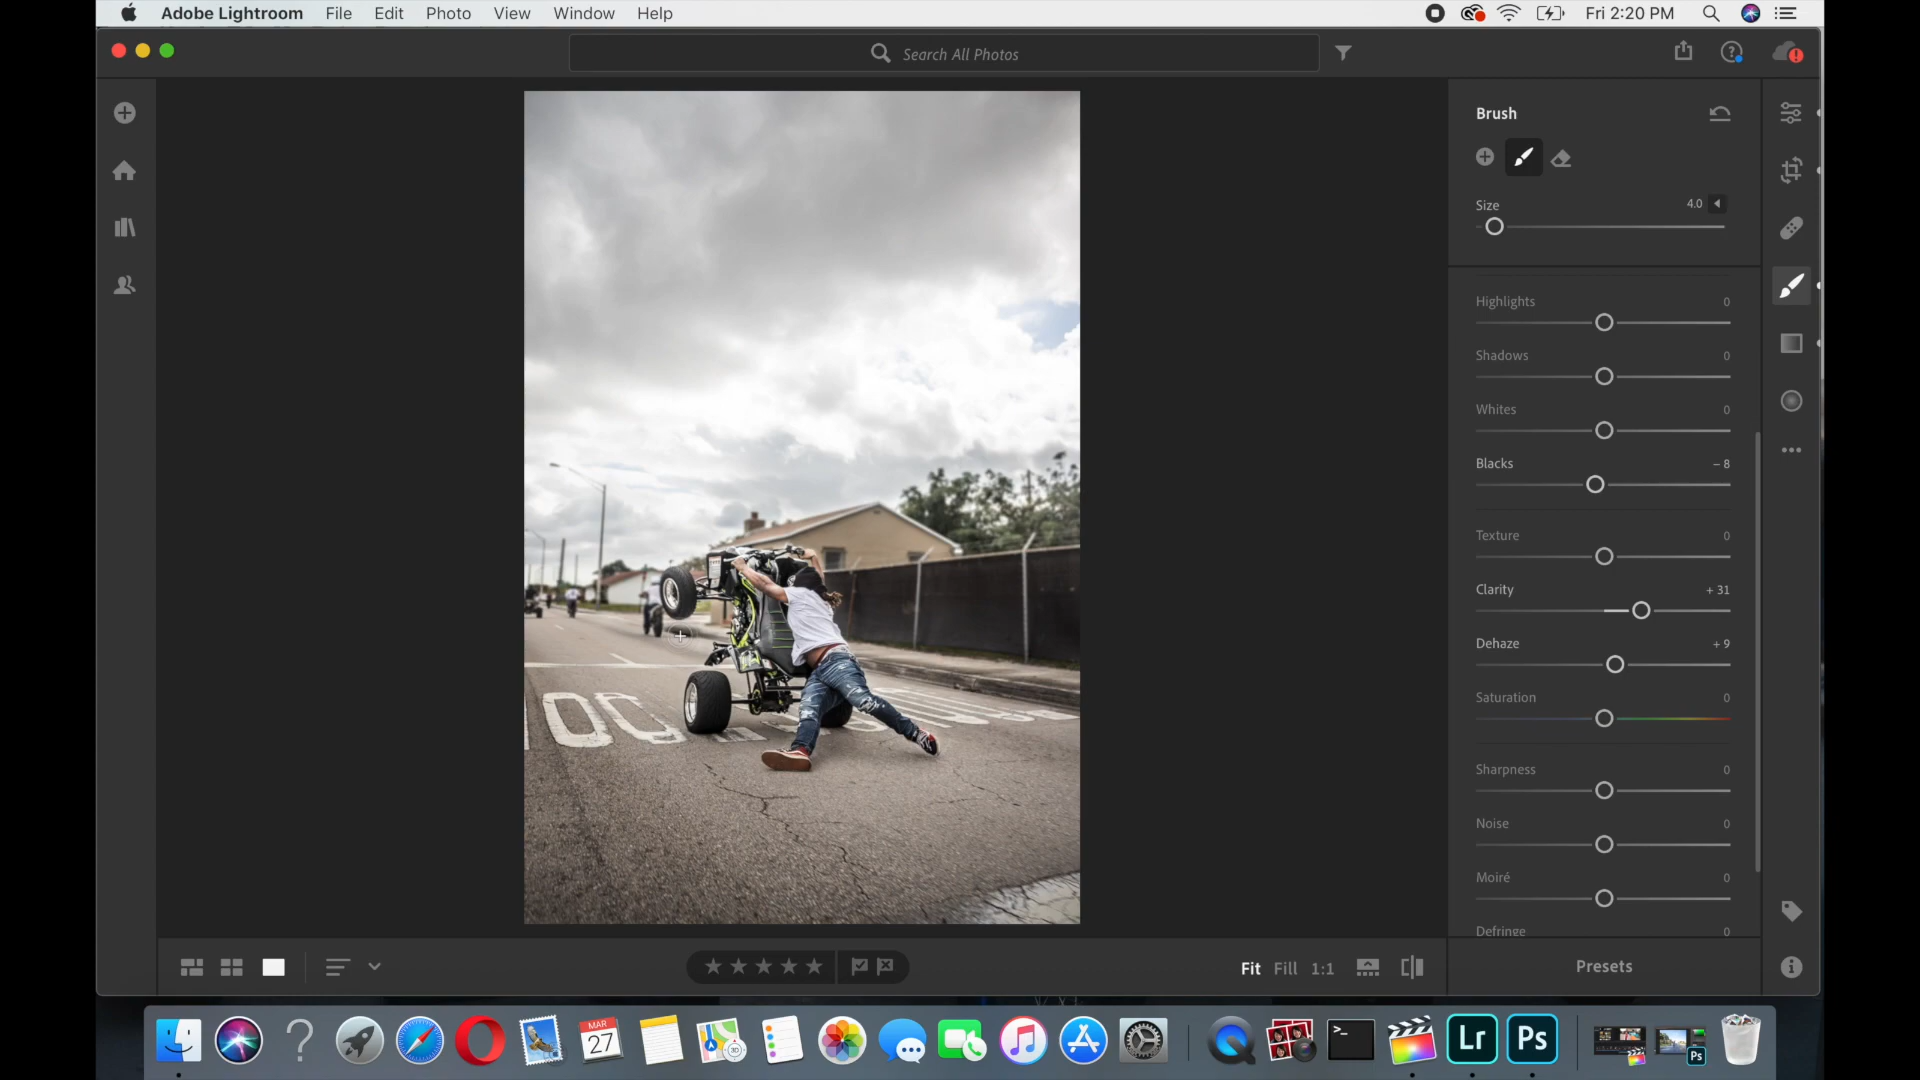 Adobe Lightroom File Edit Photo View Window Help Fri 2:20 PM
Search All Photos
Brush
Size 4.0
Highlights 0
Shadows 0
Whites 0
Blacks – 8
Texture 0
Clarity + 31
Dehaze + 9
Saturation 0
Sharpness 0
Noise 0
Moiré 0
Defringe 0
Fit Fill 1:1
Presets
MAR
27
3D
>_
Lr
Ps
Ps